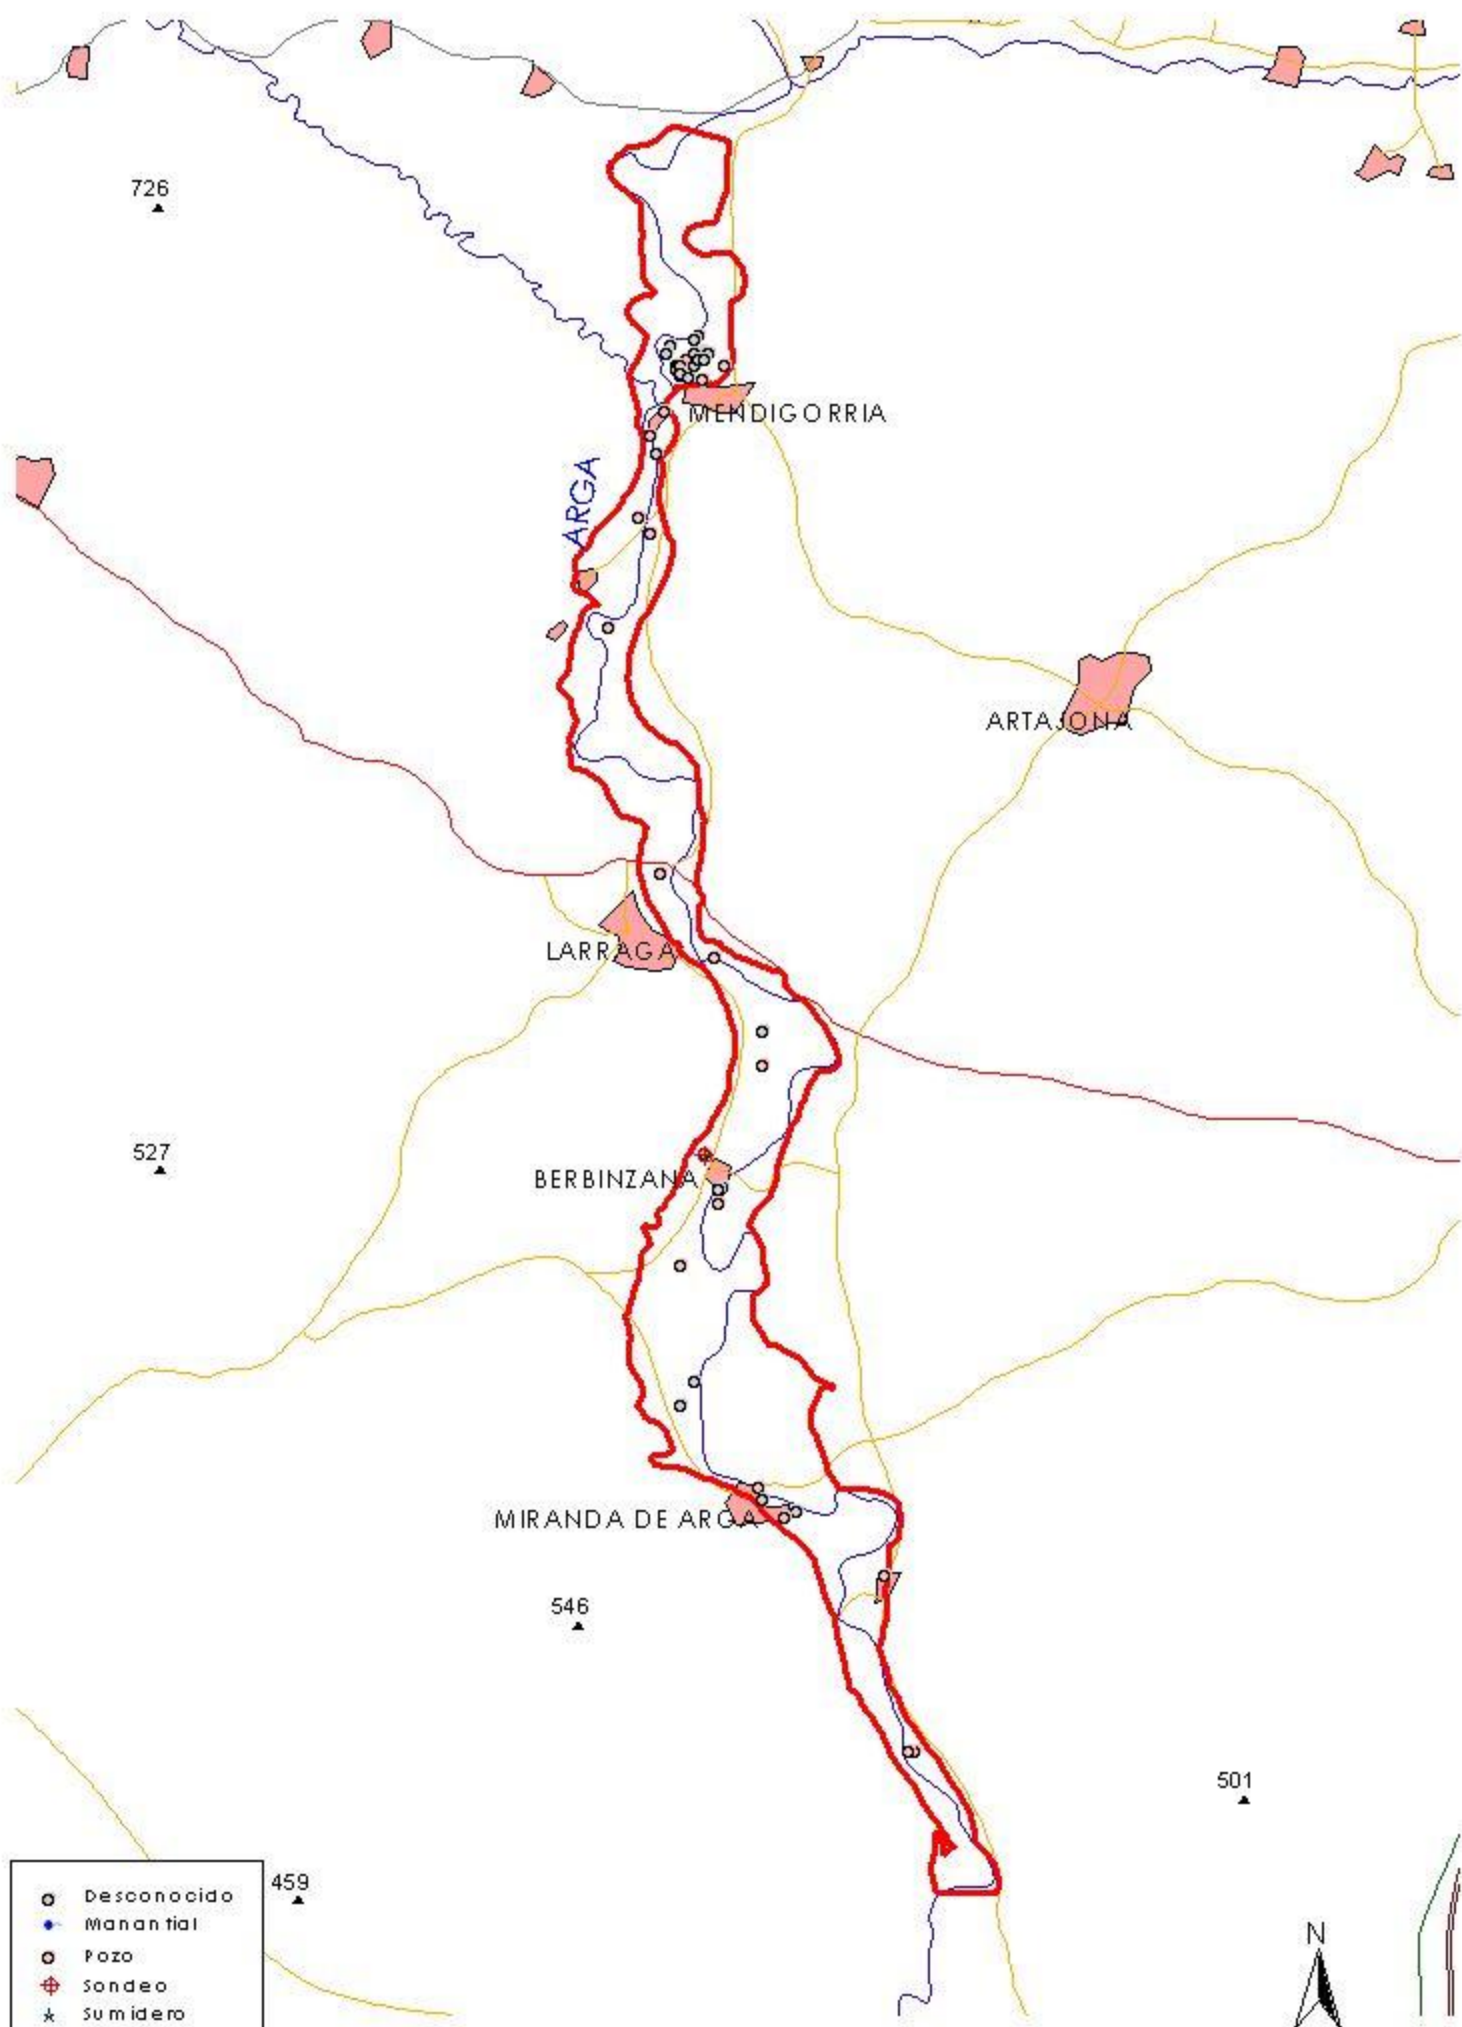 726
MENDIGORRIA
ARGA
ARTAJONA
LARRAGA
527
BERBINZANA
MIRANDA DE ARGA
546
501
459
Desconocido
Manantial
Pozo
Sondeo
Sumidero
N